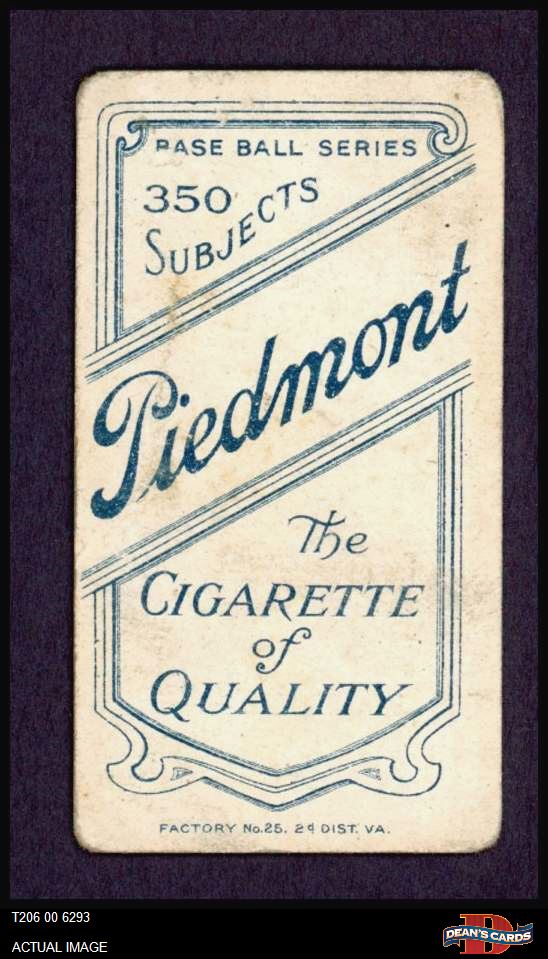 BASE BALL SERIES
350
SUBJECTS
Piedmont
The
CIGARETTE
of
QUALITY
FACTORY No.25. 2d DIST. VA.
T206 00 6293
ACTUAL IMAGE
DEAN'S CARDS